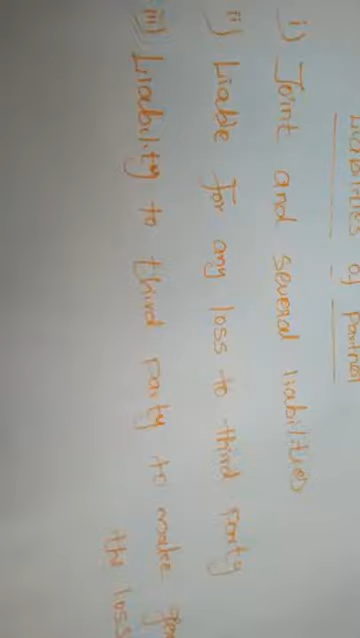 Liabilities of Partner
i) Joint and several liabilities
ii) Liable for any loss to third party
iii) Liability to third party to make
the loss